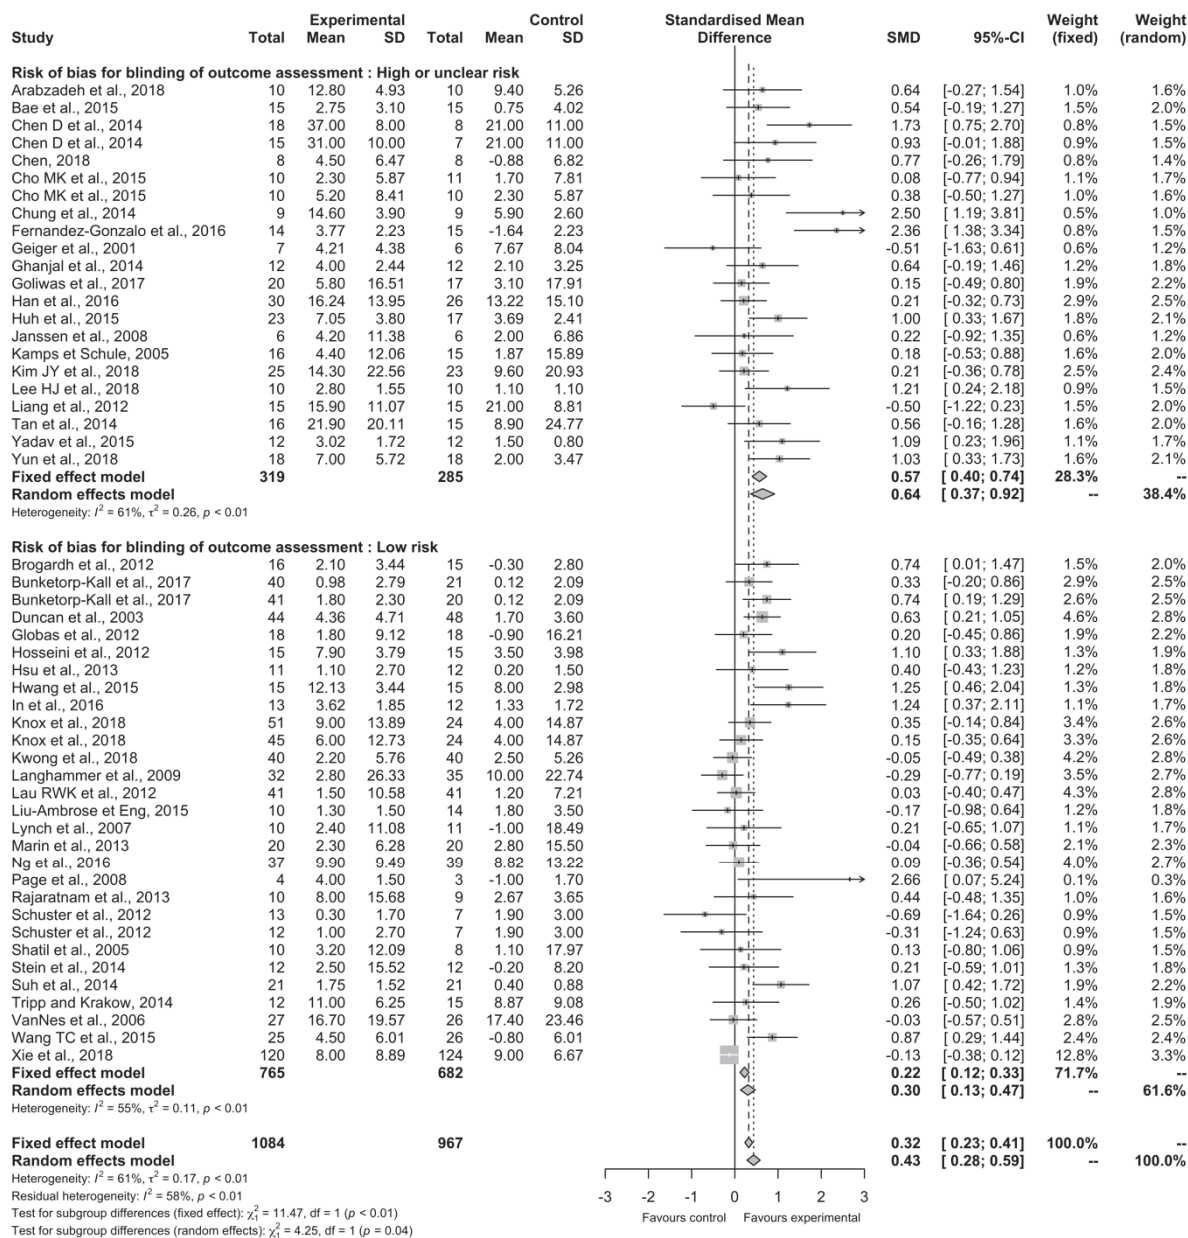 Experimental Control Standardised Mean Weight Weight
Study Total Mean SD Total Mean SD Difference SMD 95%-CI (fixed) (random)
Risk of bias for blinding of outcome assessment : High or unclear risk
Arabzadeh et al., 2018 10 12.80 4.93 10 9.40 5.26 0.64 [-0.27; 1.54] 1.0% 1.6%
Bae et al., 2015 15 2.75 3.10 15 0.75 4.02 0.54 [-0.19; 1.27] 1.5% 2.0%
Chen D et al., 2014 18 37.00 8.00 8 21.00 11.00 1.73 [ 0.75; 2.70] 0.8% 1.5%
Chen D et al., 2014 15 31.00 10.00 7 21.00 11.00 0.93 [-0.01; 1.88] 0.9% 1.5%
Chen, 2018 8 4.50 6.47 8 -0.88 6.82 0.77 [-0.26; 1.79] 0.8% 1.4%
Cho MK et al., 2015 10 2.30 5.87 11 1.70 7.81 0.08 [-0.77; 0.94] 1.1% 1.7%
Cho MK et al., 2015 10 5.20 8.41 10 2.30 5.87 0.38 [-0.50; 1.27] 1.0% 1.6%
Chung et al., 2014 9 14.60 3.90 9 5.90 2.60 2.50 [ 1.19; 3.81] 0.5% 1.0%
Fernandez-Gonzalo et al., 2016 14 3.77 2.23 15 -1.64 2.23 2.36 [ 1.38; 3.34] 0.8% 1.5%
Geiger et al., 2001 7 4.21 4.38 6 7.67 8.04 -0.51 [-1.63; 0.61] 0.6% 1.2%
Ghanjal et al., 2014 12 4.00 2.44 12 2.10 3.25 0.64 [-0.19; 1.46] 1.2% 1.8%
Goliwas et al., 2017 20 5.80 16.51 17 3.10 17.91 0.15 [-0.49; 0.80] 1.9% 2.2%
Han et al., 2016 30 16.24 13.95 26 13.22 15.10 0.21 [-0.32; 0.73] 2.9% 2.5%
Huh et al., 2015 23 7.05 3.80 17 3.69 2.41 1.00 [ 0.33; 1.67] 1.8% 2.1%
Janssen et al., 2008 6 4.20 11.38 6 2.00 6.86 0.22 [-0.92; 1.35] 0.6% 1.2%
Kamps et Schule, 2005 16 4.40 12.06 15 1.87 15.89 0.18 [-0.53; 0.88] 1.6% 2.0%
Kim JY et al., 2018 25 14.30 22.56 23 9.60 20.93 0.21 [-0.36; 0.78] 2.5% 2.4%
Lee HJ et al., 2018 10 2.80 1.55 10 1.10 1.10 1.21 [ 0.24; 2.18] 0.9% 1.5%
Liang et al., 2012 15 15.90 11.07 15 21.00 8.81 -0.50 [-1.22; 0.23] 1.5% 2.0%
Tan et al., 2014 16 21.90 20.11 15 8.90 24.77 0.56 [-0.16; 1.28] 1.6% 2.0%
Yadav et al., 2015 12 3.02 1.72 12 1.50 0.80 1.09 [ 0.23; 1.96] 1.1% 1.7%
Yun et al., 2018 18 7.00 5.72 18 2.00 3.47 1.03 [ 0.33; 1.73] 1.6% 2.1%
Fixed effect model 319 285 0.57 [ 0.40; 0.74] 28.3% --
Random effects model 0.64 [ 0.37; 0.92] -- 38.4%
Heterogeneity: I² = 61%, τ² = 0.26, p < 0.01
Risk of bias for blinding of outcome assessment : Low risk
Brogardh et al., 2012 16 2.10 3.44 15 -0.30 2.80 0.74 [ 0.01; 1.47] 1.5% 2.0%
Bunketorp-Kall et al., 2017 40 0.98 2.79 21 0.12 2.09 0.33 [-0.20; 0.86] 2.9% 2.5%
Bunketorp-Kall et al., 2017 41 1.80 2.30 20 0.12 2.09 0.74 [ 0.19; 1.29] 2.6% 2.5%
Duncan et al., 2003 44 4.36 4.71 48 1.70 3.60 0.63 [ 0.21; 1.05] 4.6% 2.8%
Globas et al., 2012 18 1.80 9.12 18 -0.90 16.21 0.20 [-0.45; 0.86] 1.9% 2.2%
Hosseini et al., 2012 15 7.90 3.79 15 3.50 3.98 1.10 [ 0.33; 1.88] 1.3% 1.9%
Hsu et al., 2013 11 1.10 2.70 12 0.20 1.50 0.40 [-0.43; 1.23] 1.2% 1.8%
Hwang et al., 2015 15 12.13 3.44 15 8.00 2.98 1.25 [ 0.46; 2.04] 1.3% 1.8%
In et al., 2016 13 3.62 1.85 12 1.33 1.72 1.24 [ 0.37; 2.11] 1.1% 1.7%
Knox et al., 2018 51 9.00 13.89 24 4.00 14.87 0.35 [-0.14; 0.84] 3.4% 2.6%
Knox et al., 2018 45 6.00 12.73 24 4.00 14.87 0.15 [-0.35; 0.64] 3.3% 2.6%
Kwong et al., 2018 40 2.20 5.76 40 2.50 5.26 -0.05 [-0.49; 0.38] 4.2% 2.8%
Langhammer et al., 2009 32 2.80 26.33 35 10.00 22.74 -0.29 [-0.77; 0.19] 3.5% 2.7%
Lau RWK et al., 2012 41 1.50 10.58 41 1.20 7.21 0.03 [-0.40; 0.47] 4.3% 2.8%
Liu-Ambrose et Eng, 2015 10 1.30 1.50 14 1.80 3.50 -0.17 [-0.98; 0.64] 1.2% 1.8%
Lynch et al., 2007 10 2.40 11.08 11 -1.00 18.49 0.21 [-0.65; 1.07] 1.1% 1.7%
Marin et al., 2013 20 2.30 6.28 20 2.80 15.50 -0.04 [-0.66; 0.58] 2.1% 2.3%
Ng et al., 2016 37 9.90 9.49 39 8.82 13.22 0.09 [-0.36; 0.54] 4.0% 2.7%
Page et al., 2008 4 4.00 1.50 3 -1.00 1.70 2.66 [ 0.07; 5.24] 0.1% 0.3%
Rajaratnam et al., 2013 10 8.00 15.68 9 2.67 3.65 0.44 [-0.48; 1.35] 1.0% 1.6%
Schuster et al., 2012 13 0.30 1.70 7 1.90 3.00 -0.69 [-1.64; 0.26] 0.9% 1.5%
Schuster et al., 2012 12 1.00 2.70 7 1.90 3.00 -0.31 [-1.24; 0.63] 0.9% 1.5%
Shatil et al., 2005 10 3.20 12.09 8 1.10 17.97 0.13 [-0.80; 1.06] 0.9% 1.5%
Stein et al., 2014 12 2.50 15.52 12 -0.20 8.20 0.21 [-0.59; 1.01] 1.3% 1.8%
Suh et al., 2014 21 1.75 1.52 21 0.40 0.88 1.07 [ 0.42; 1.72] 1.9% 2.2%
Tripp and Krakow, 2014 12 11.00 6.25 15 8.87 9.08 0.26 [-0.50; 1.02] 1.4% 1.9%
VanNes et al., 2006 27 16.70 19.57 26 17.40 23.46 -0.03 [-0.57; 0.51] 2.8% 2.5%
Wang TC et al., 2015 25 4.50 6.01 26 -0.80 6.01 0.87 [ 0.29; 1.44] 2.4% 2.4%
Xie et al., 2018 120 8.00 8.89 124 9.00 6.67 -0.13 [-0.38; 0.12] 12.8% 3.3%
Fixed effect model 765 682 0.22 [ 0.12; 0.33] 71.7% --
Random effects model 0.30 [ 0.13; 0.47] -- 61.6%
Heterogeneity: I² = 55%, τ² = 0.11, p < 0.01
Fixed effect model 1084 967 0.32 [ 0.23; 0.41] 100.0% --
Random effects model 0.43 [ 0.28; 0.59] -- 100.0%
Heterogeneity: I² = 61%, τ² = 0.17, p < 0.01
Residual heterogeneity: I² = 58%, p < 0.01
-3 -2 -1 0 1 2 3
Test for subgroup differences (fixed effect): χ₁² = 11.47, df = 1 (p < 0.01)
Favours control Favours experimental
Test for subgroup differences (random effects): χ₁² = 4.25, df = 1 (p = 0.04)